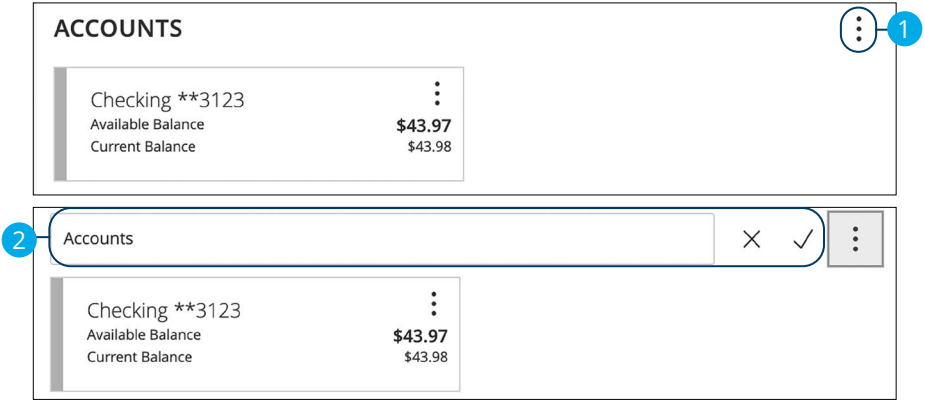 ACCOUNTS
1
Checking **3123
Available Balance $43.97
Current Balance $43.98
2
Accounts
Checking **3123
Available Balance $43.97
Current Balance $43.98